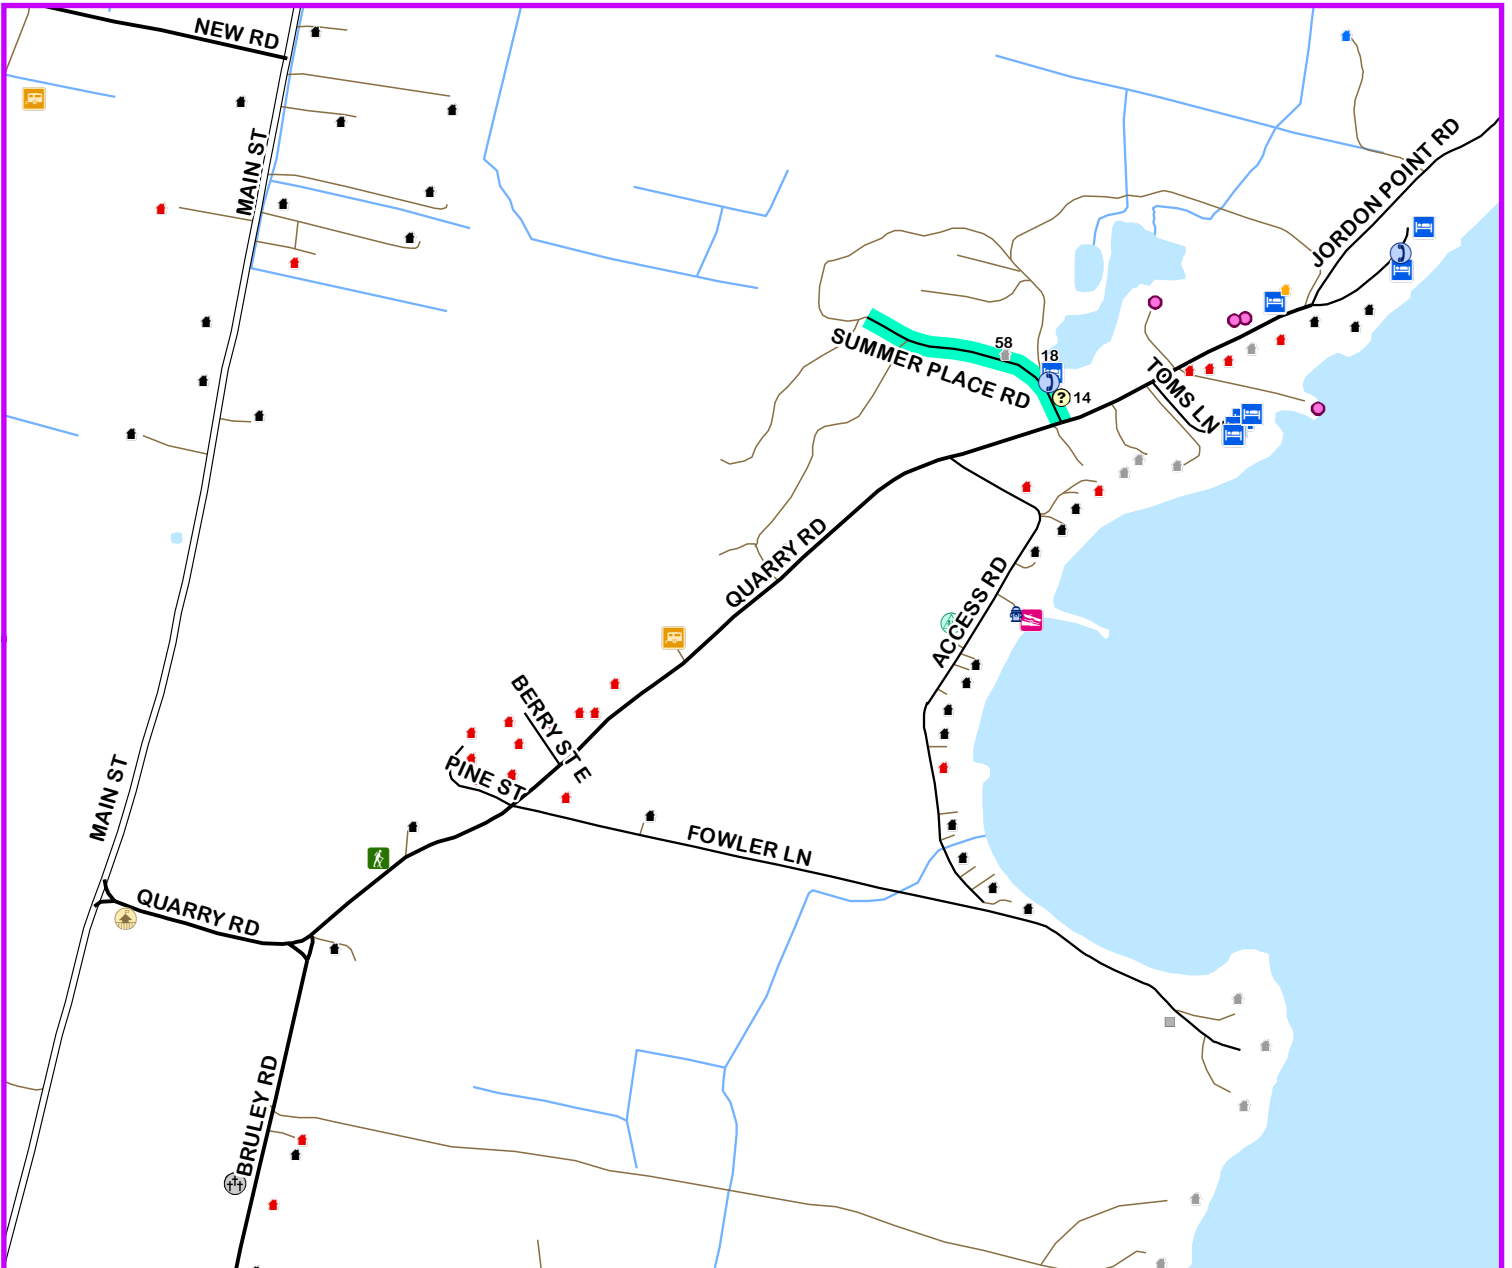 NEW RD
MAIN ST
JORDON POINT RD
SUMMER PLACE RD
58
18
? 14
TOMS LN
QUARRY RD
ACCESS RD
BERRY ST E
PINE ST
FOWLER LN
MAIN ST
QUARRY RD
BRULEY RD